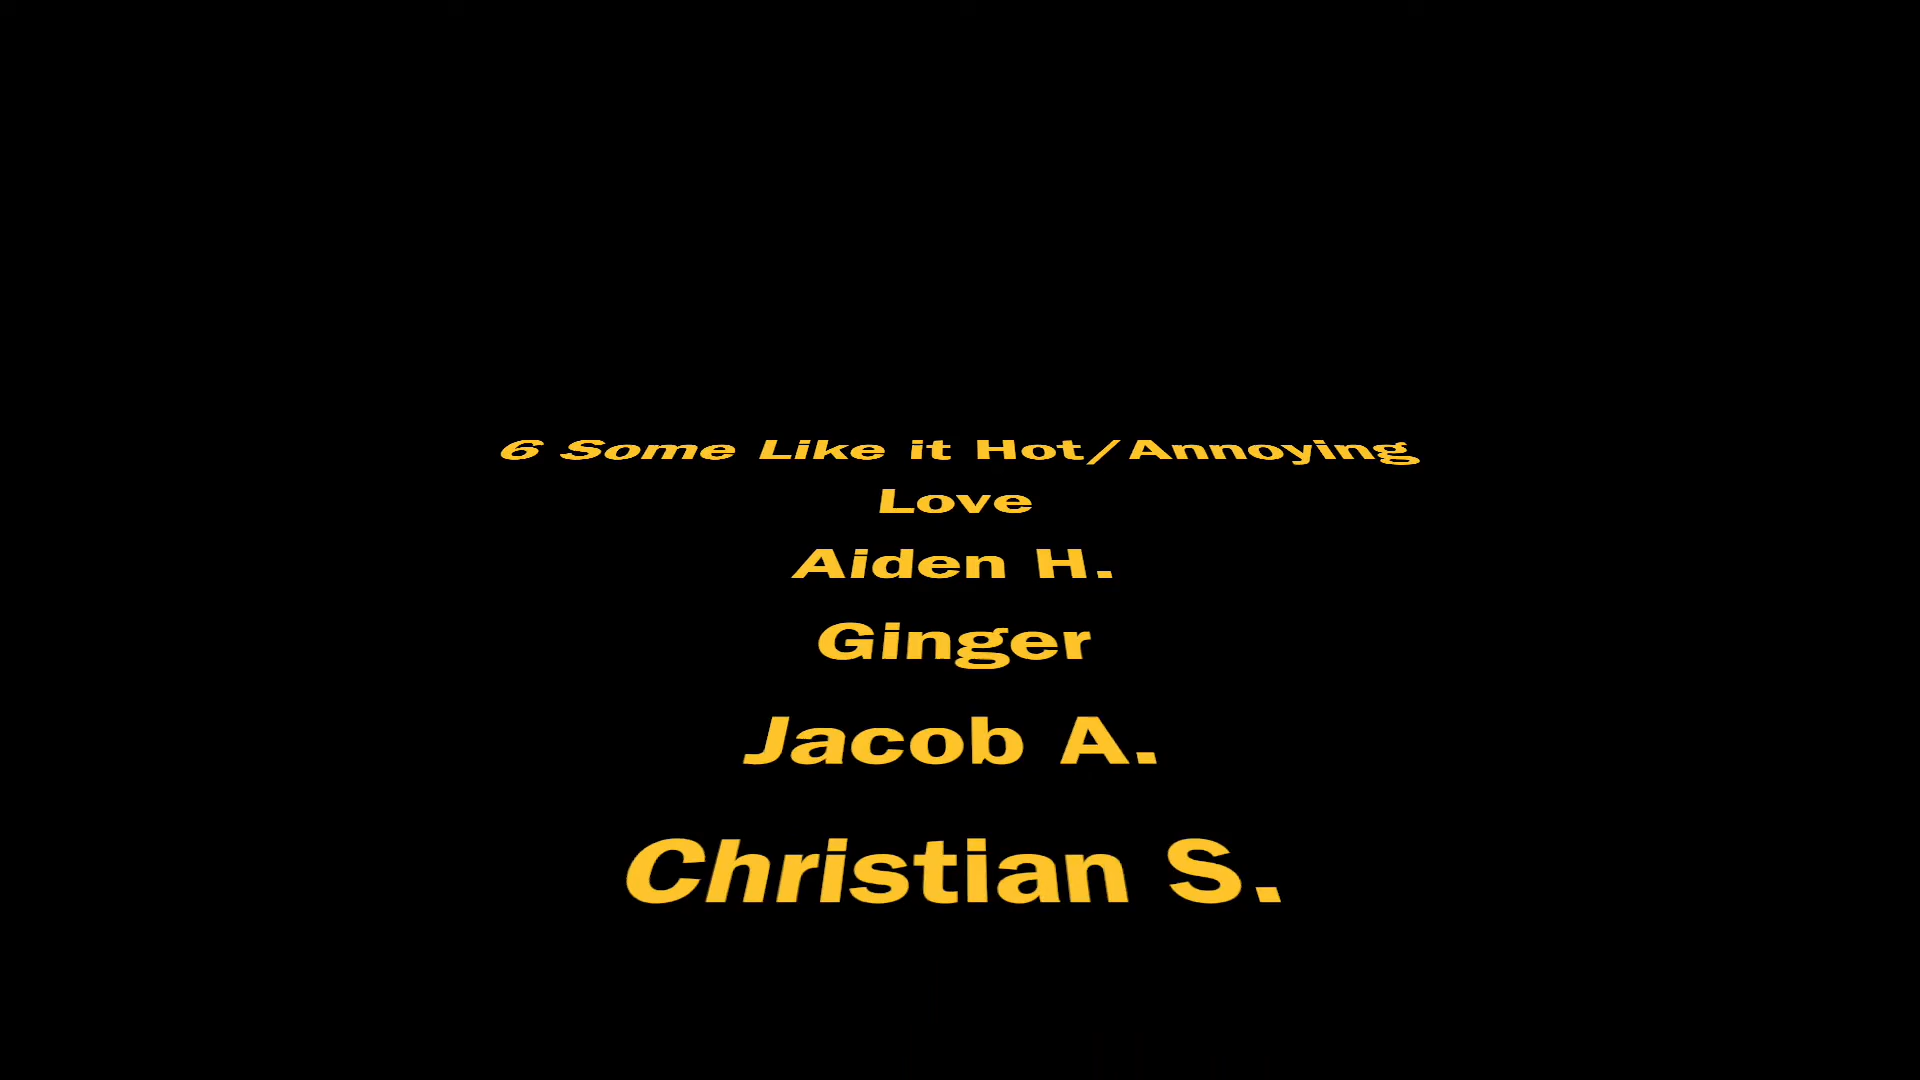 6 Some Like it Hot/Annoying
Love
Aiden H.
Ginger
Jacob A.
Christian S.